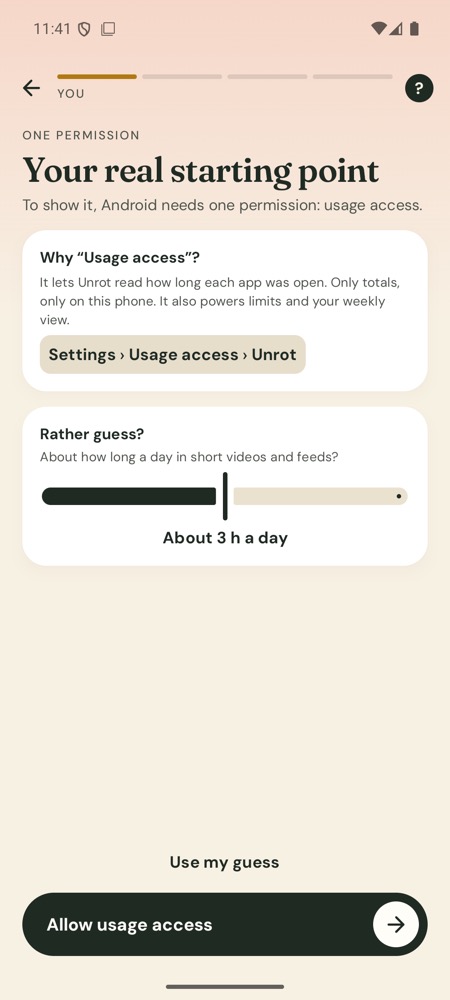 11:41
YOU
?
ONE PERMISSION
Your real starting point
To show it, Android needs one permission: usage access.
Why “Usage access”?
It lets Unrot read how long each app was open. Only totals,
only on this phone. It also powers limits and your weekly
view.
Settings › Usage access › Unrot
Rather guess?
About how long a day in short videos and feeds?
About 3 h a day
Use my guess
Allow usage access